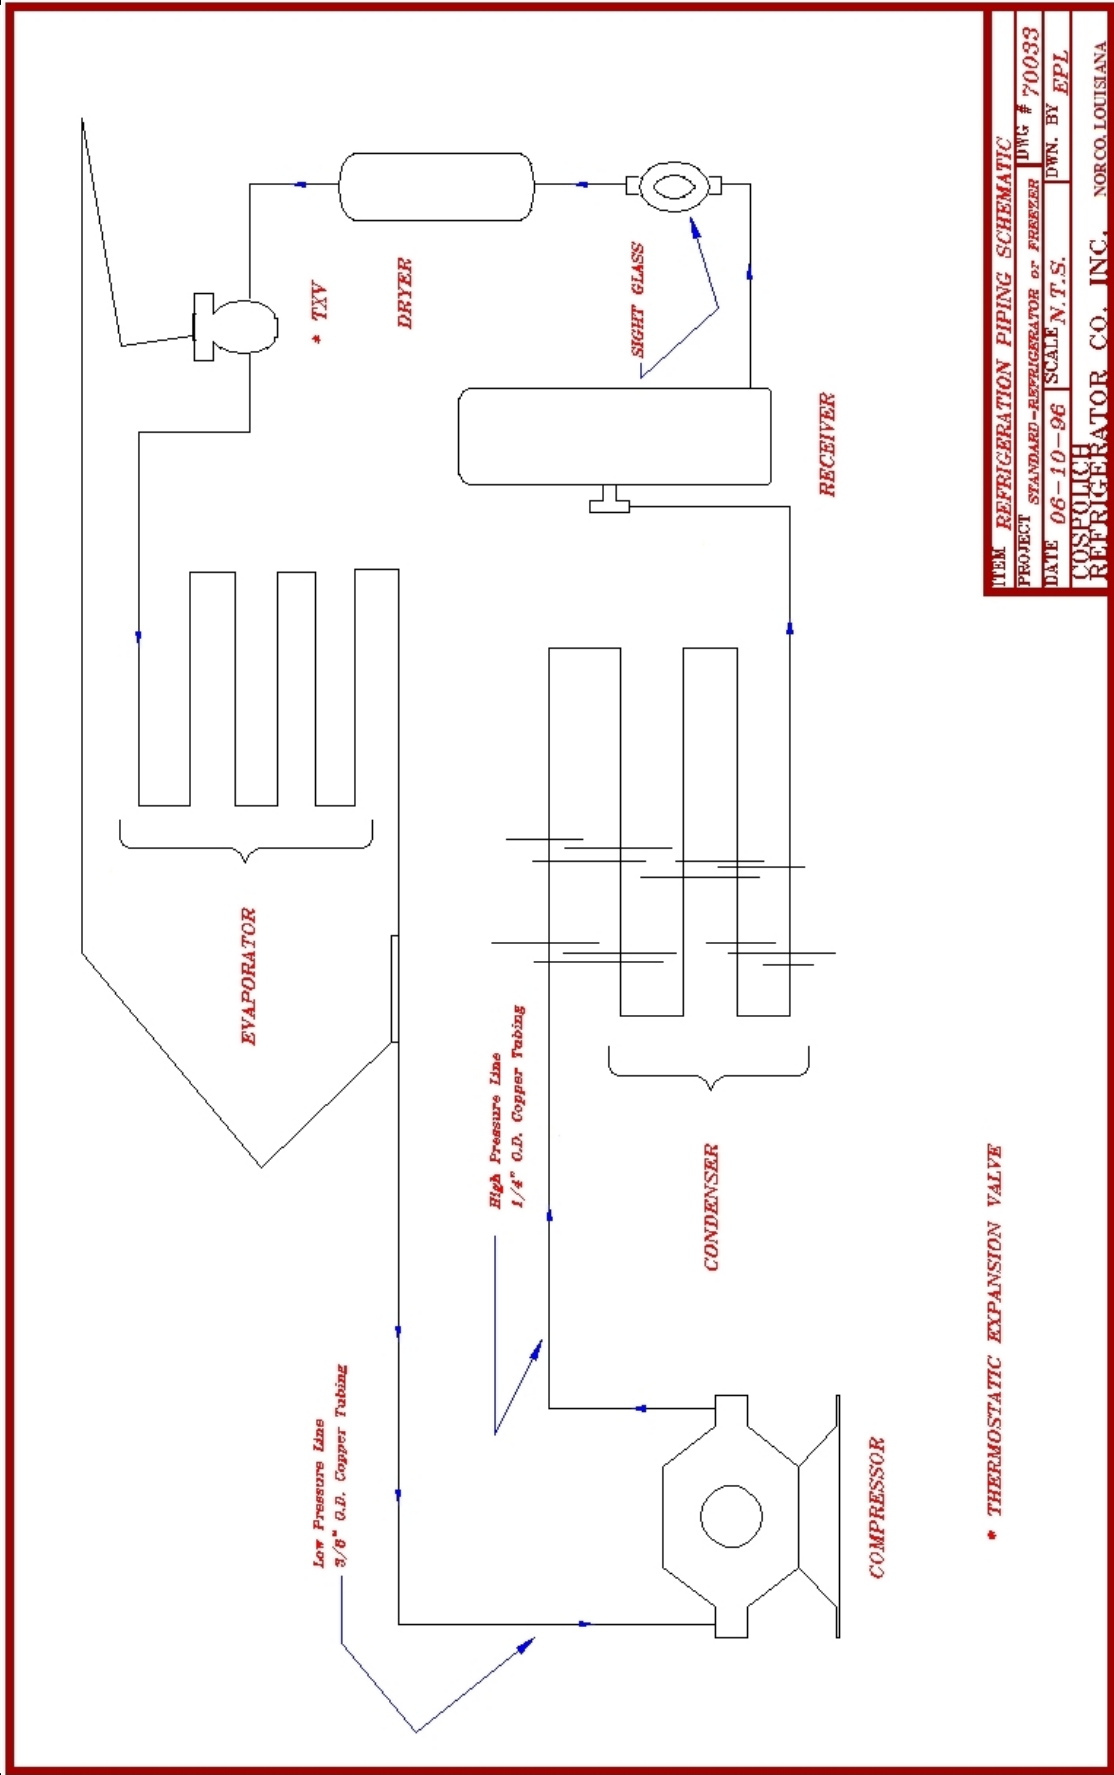 Low Pressure Line
3/8" O.D. Copper Tubing
High Pressure Line
1/4" O.D. Copper Tubing
EVAPORATOR
* TXV
DRYER
SIGHT GLASS
RECEIVER
CONDENSER
COMPRESSOR
* THERMOSTATIC EXPANSION VALVE
ITEM REFRIGERATION PIPING SCHEMATIC
PROJECT STANDARD-REFRIGERATOR or FREEZER DWG # 70033
DATE 06-10-96 SCALE N.T.S. DWN. BY EPL
COSPOLICH
REFRIGERATOR CO. INC. NORCO, LOUISIANA